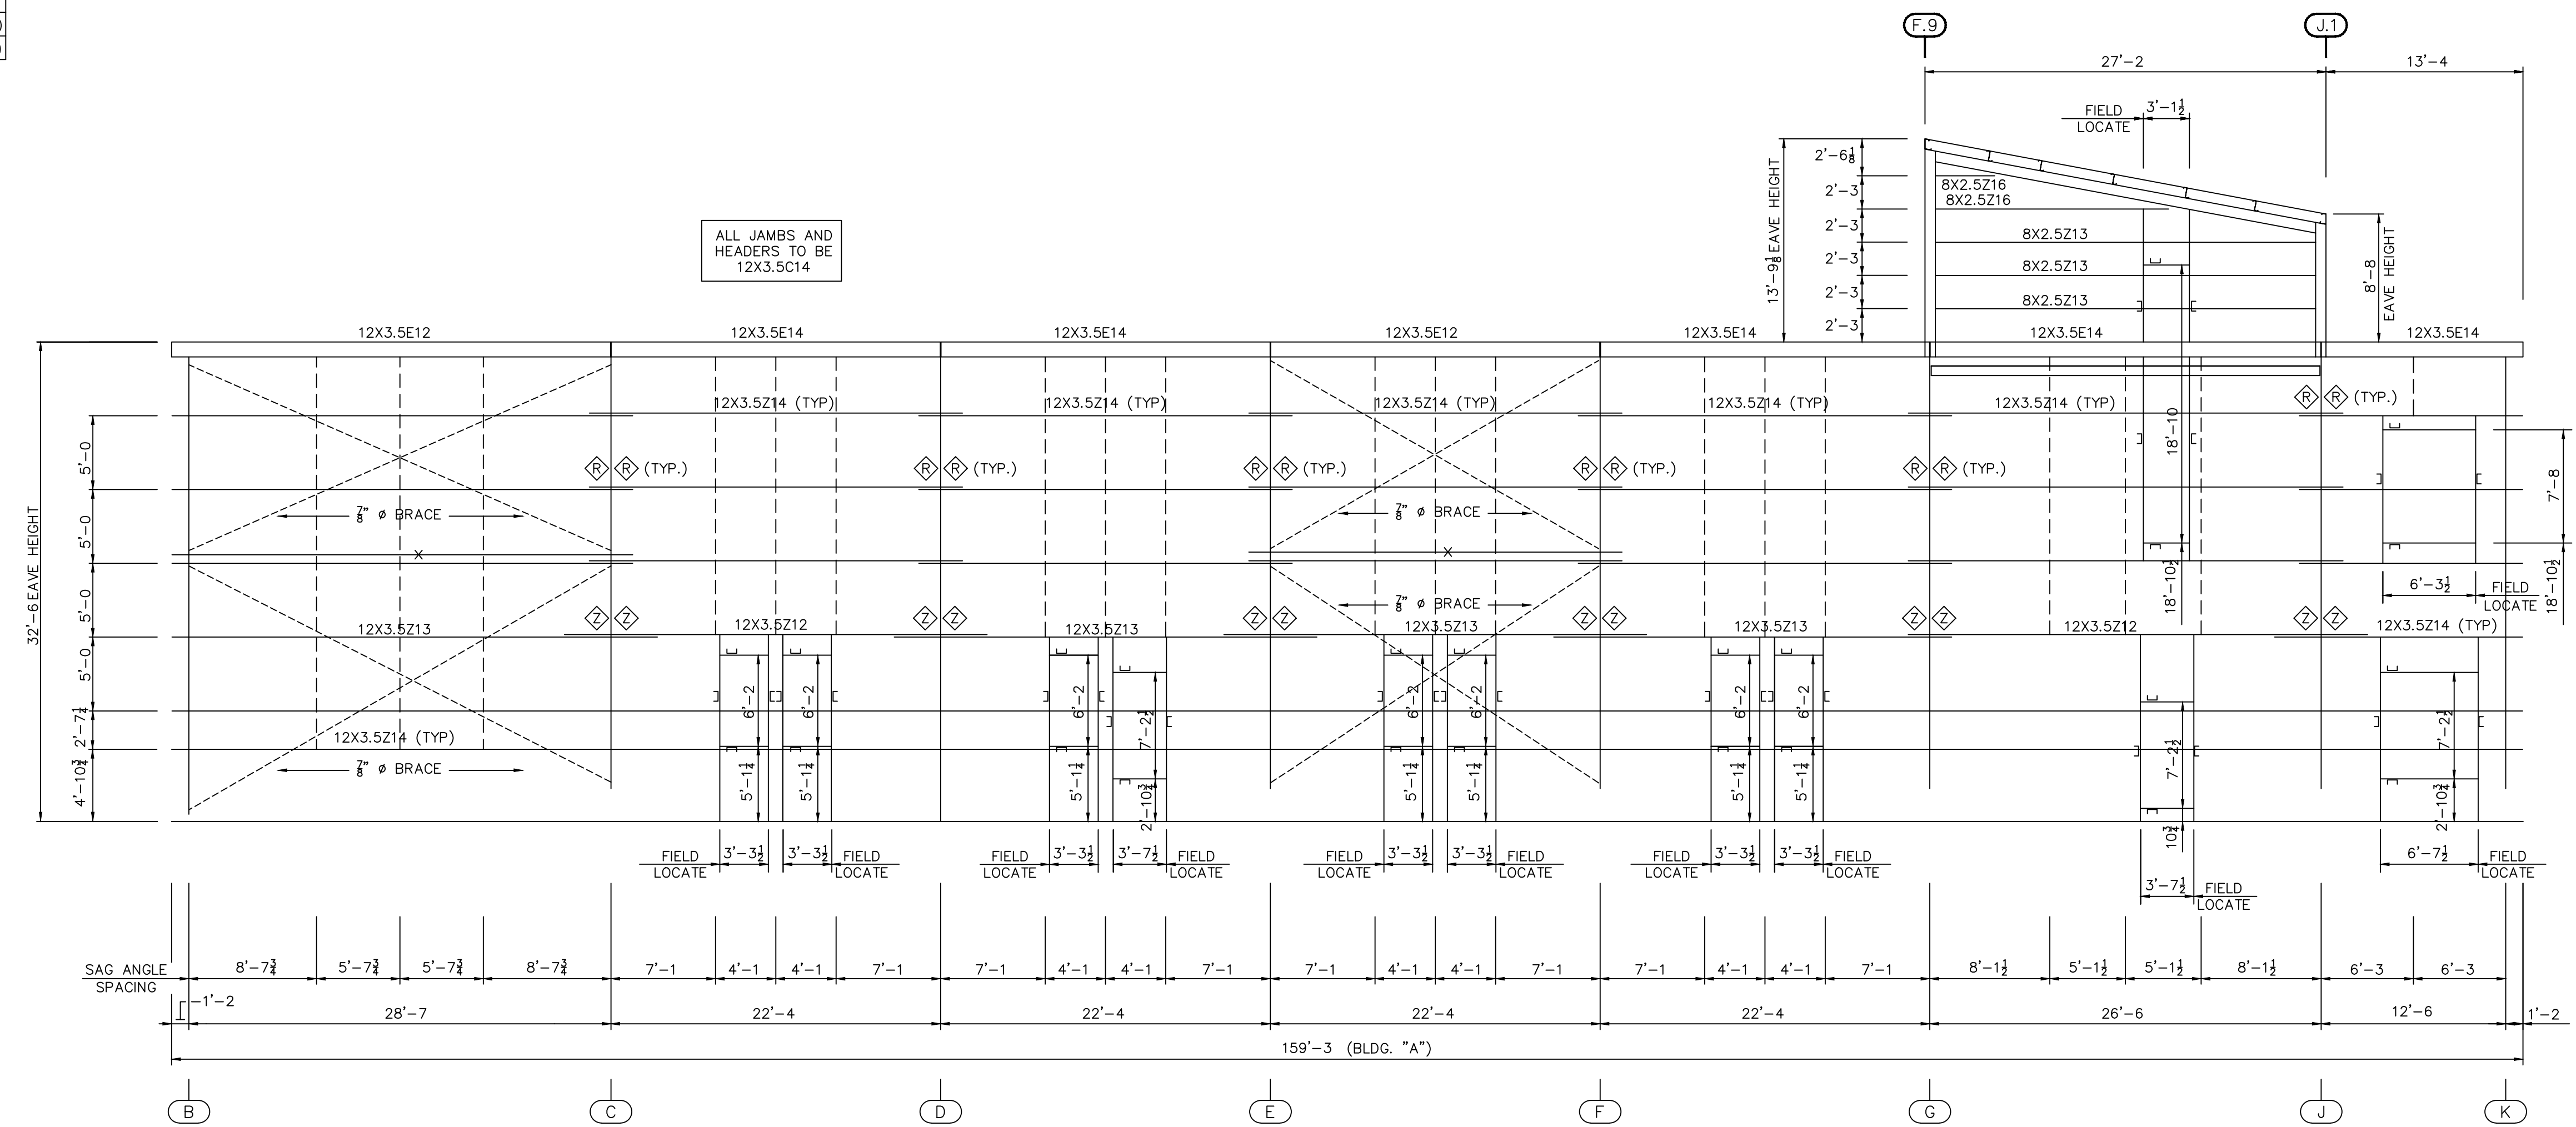 F.9
J.1
27'-2
13'-4
FIELD
LOCATE
3'-1½
ALL JAMBS AND
HEADERS TO BE
12X3.5C14
13'-9⅛ EAVE HEIGHT
2'-6⅛
2'-3
2'-3
2'-3
2'-3
2'-3
8X2.5Z16
8X2.5Z16
8X2.5Z13
8X2.5Z13
8X2.5Z13
8'-8
EAVE HEIGHT
12X3.5E12
12X3.5E14
12X3.5E14
12X3.5E12
12X3.5E14
12X3.5E14
12X3.5E14
32'-6 EAVE HEIGHT
5'-0
5'-0
5'-0
5'-0
2'-7¼
4'-10¾
12X3.5Z14 (TYP)
12X3.5Z14 (TYP)
12X3.5Z14 (TYP)
12X3.5Z14 (TYP)
12X3.5Z14 (TYP)
R R (TYP.)
R R (TYP.)
R R (TYP.)
R R (TYP.)
R R (TYP.)
R R (TYP.)
18'-10
18'-10½
7'-8
18'-10½
6'-3½
FIELD
LOCATE
⅞" ø BRACE
⅞" ø BRACE
X
X
⅞" ø BRACE
Z Z
Z Z
Z Z
Z Z
Z Z
Z Z
12X3.5Z13
12X3.5Z12
12X3.5Z13
12X3.5Z13
12X3.5Z13
12X3.5Z12
12X3.5Z14 (TYP)
12X3.5Z14 (TYP)
⅞" ø BRACE
6'-2
6'-2
6'-2
7'-2½
6'-2
6'-2
6'-2
6'-2
7'-2½
7'-2½
5'-1¼
5'-1¼
5'-1¼
2'-10¾
5'-1¼
5'-1¼
5'-1¼
5'-1¼
10¾
2'-10¾
FIELD
LOCATE
3'-3½
3'-3½
FIELD
LOCATE
FIELD
LOCATE
3'-3½
3'-7½
FIELD
LOCATE
FIELD
LOCATE
3'-3½
3'-3½
FIELD
LOCATE
FIELD
LOCATE
3'-3½
3'-3½
FIELD
LOCATE
3'-7½
FIELD
LOCATE
6'-7½
FIELD
LOCATE
SAG ANGLE
SPACING
8'-7¾ 5'-7¾ 5'-7¾ 8'-7¾ 7'-1 4'-1 4'-1 7'-1 7'-1 4'-1 4'-1 7'-1 7'-1 4'-1 4'-1 7'-1 7'-1 4'-1 4'-1 7'-1 8'-1½ 5'-1½ 5'-1½ 8'-1½ 6'-3 6'-3
1'-2 28'-7 22'-4 22'-4 22'-4 22'-4 26'-6 12'-6 1'-2
159'-3 (BLDG. "A")
B C D E F G J K